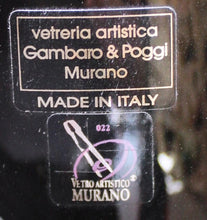 vetreria artistica
Gambaro & Poggi
Murano
MADE IN ITALY
022
VETRO ARTISTICO®
MURANO